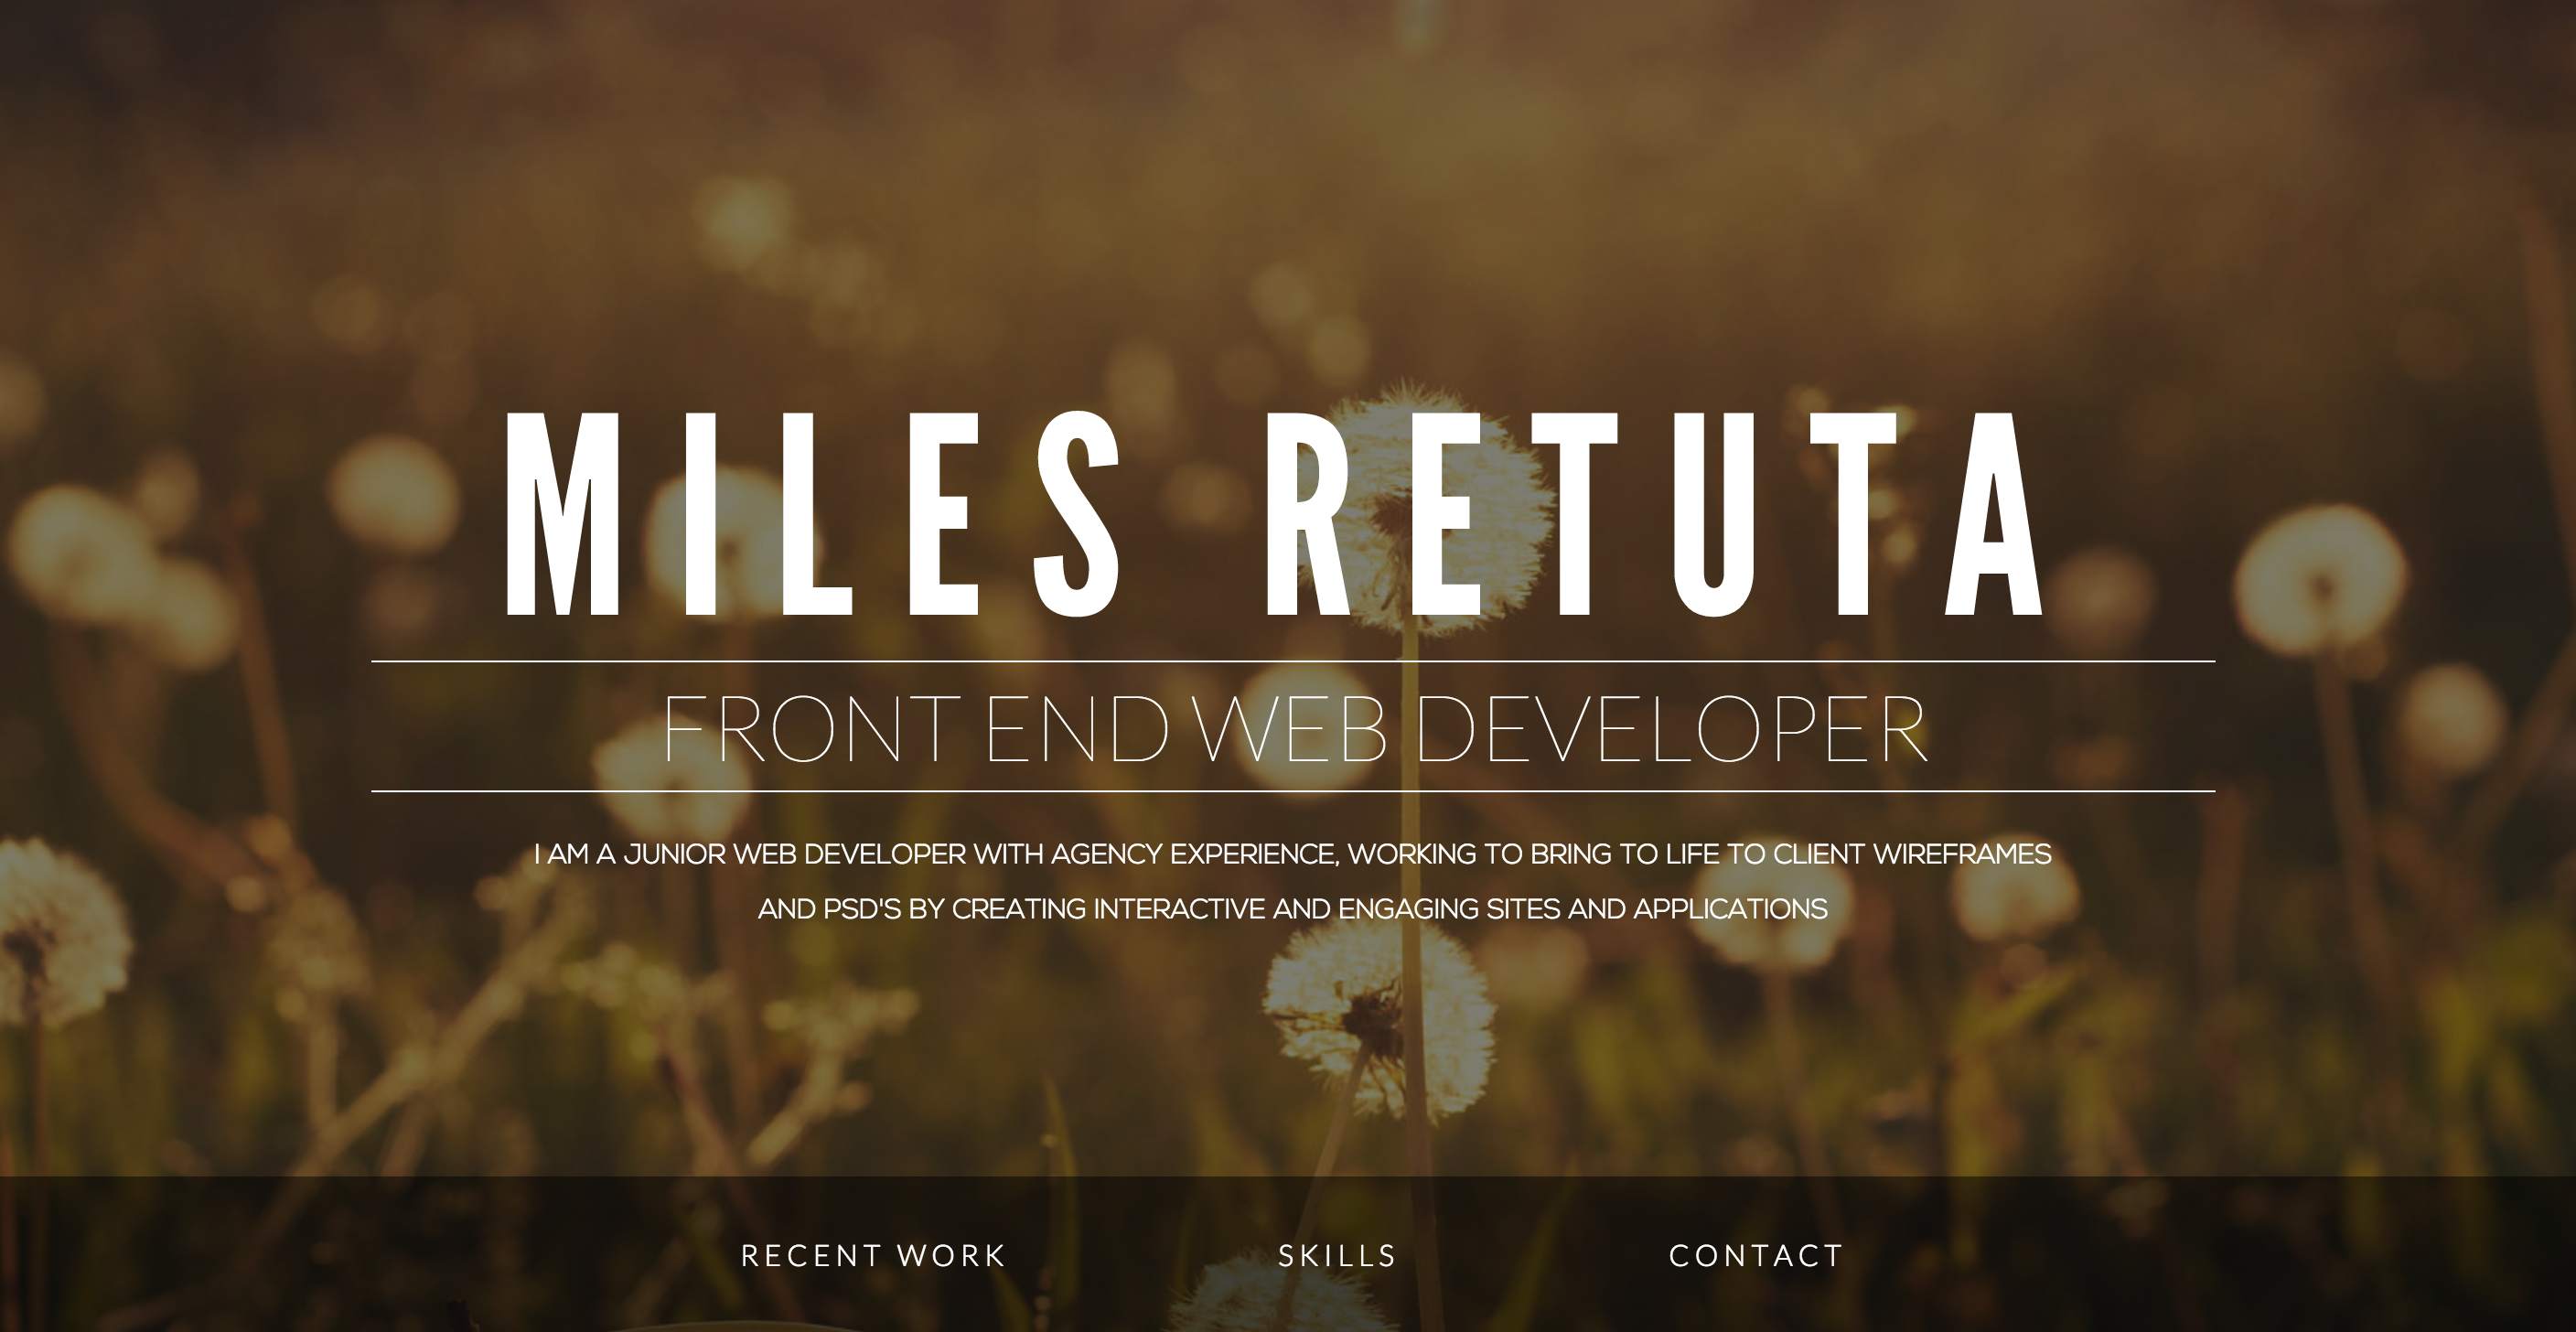 MILES RETUTA
FRONT END WEB DEVELOPER
I AM A JUNIOR WEB DEVELOPER WITH AGENCY EXPERIENCE, WORKING TO BRING TO LIFE TO CLIENT WIREFRAMES
AND PSD'S BY CREATING INTERACTIVE AND ENGAGING SITES AND APPLICATIONS
RECENT WORK SKILLS CONTACT